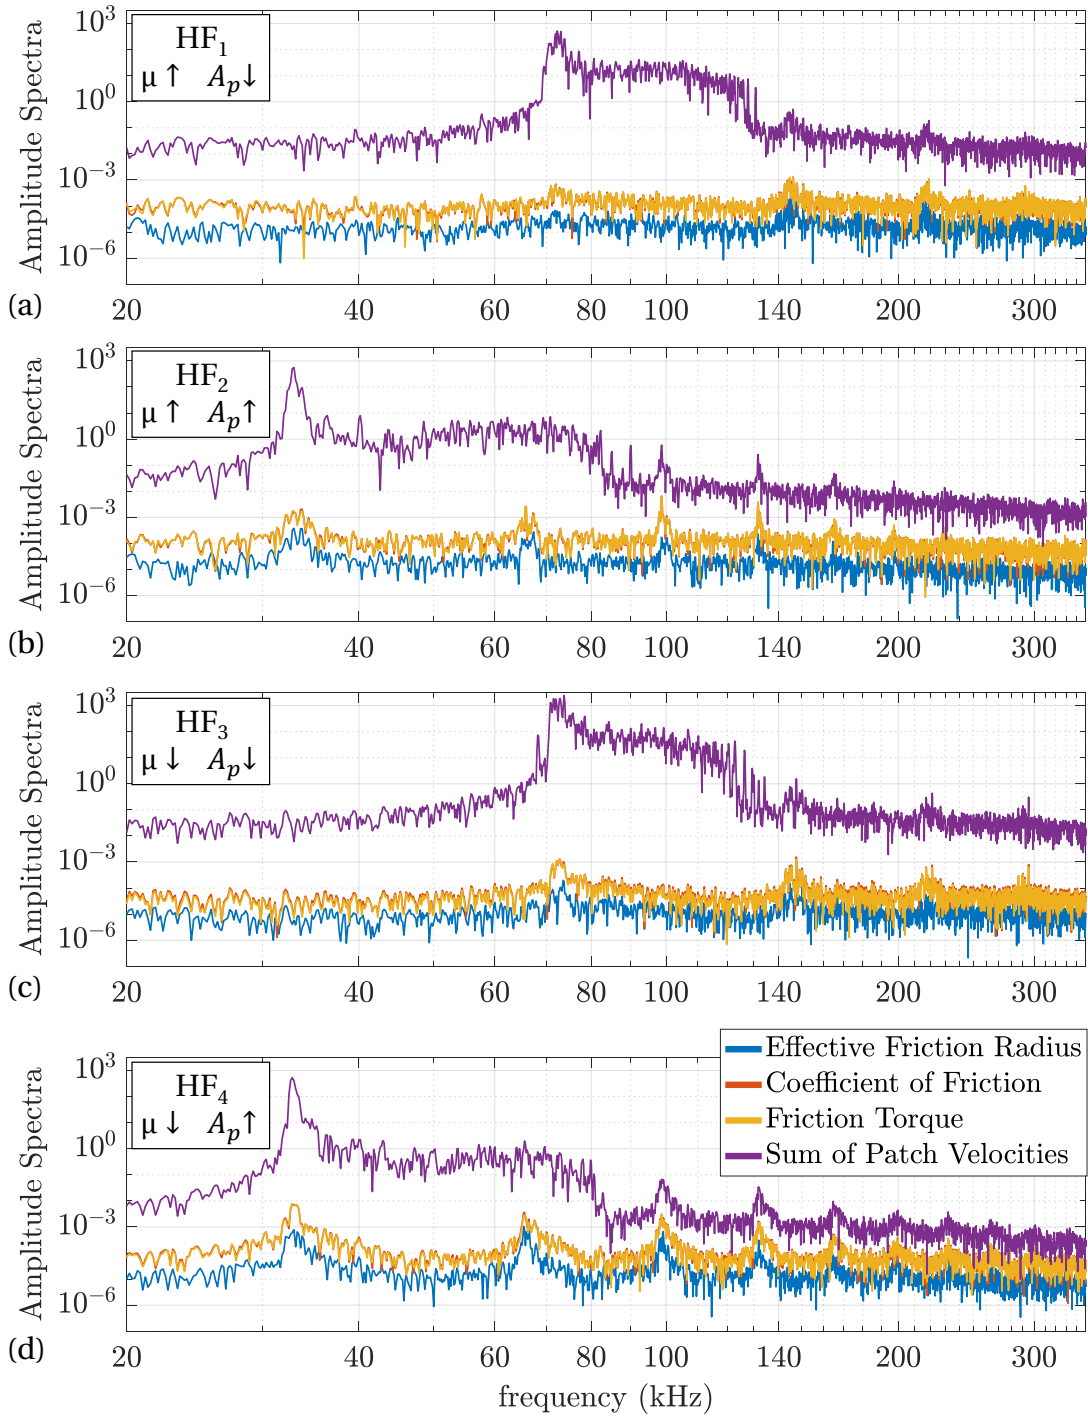 Amplitude Spectra
10³
10⁰
10⁻³
10⁻⁶
HF₁
μ ↑ Aₚ↓
(a)
20 40 60 80 100 140 200 300
Amplitude Spectra
10³
10⁰
10⁻³
10⁻⁶
HF₂
μ ↑ Aₚ↑
(b)
20 40 60 80 100 140 200 300
Amplitude Spectra
10³
10⁰
10⁻³
10⁻⁶
HF₃
μ ↓ Aₚ↓
(c)
20 40 60 80 100 140 200 300
Amplitude Spectra
10³
10⁰
10⁻³
10⁻⁶
HF₄
μ ↓ Aₚ↑
Effective Friction Radius
Coefficient of Friction
Friction Torque
Sum of Patch Velocities
(d)
20 40 60 80 100 140 200 300
frequency (kHz)